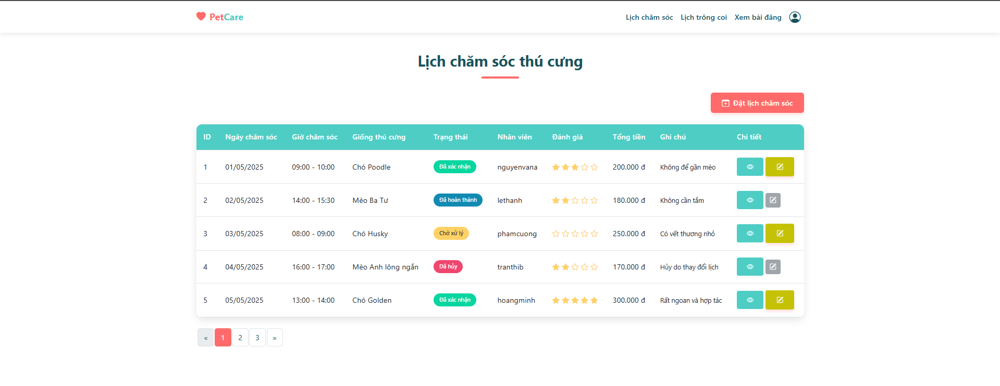 PetCare
Lịch chăm sóc Lịch trông coi Xem bài đăng
Lịch chăm sóc thú cưng
Đặt lịch chăm sóc
ID Ngày chăm sóc Giờ chăm sóc Giống thú cưng Trạng thái Nhân viên Đánh giá Tổng tiền Ghi chú Chi tiết
1 01/05/2025 09:00 - 10:00 Chó Poodle Đã xác nhận nguyenvana 200.000 đ Không để gần mèo
2 02/05/2025 14:00 - 15:30 Mèo Ba Tư Đã hoàn thành lethanh 180.000 đ Không cần tắm
3 03/05/2025 08:00 - 09:00 Chó Husky Chờ xử lý phamcuong 250.000 đ Có vết thương nhỏ
4 04/05/2025 16:00 - 17:00 Mèo Anh lông ngắn Đã hủy tranthib 170.000 đ Hủy do thay đổi lịch
5 05/05/2025 13:00 - 14:00 Chó Golden Đã xác nhận hoangminh 300.000 đ Rất ngoan và hợp tác
« 1 2 3 »